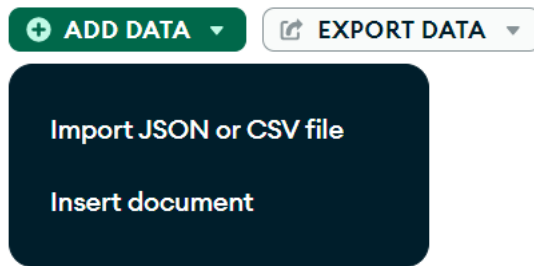 ADD DATA
EXPORT DATA
Import JSON or CSV file
Insert document